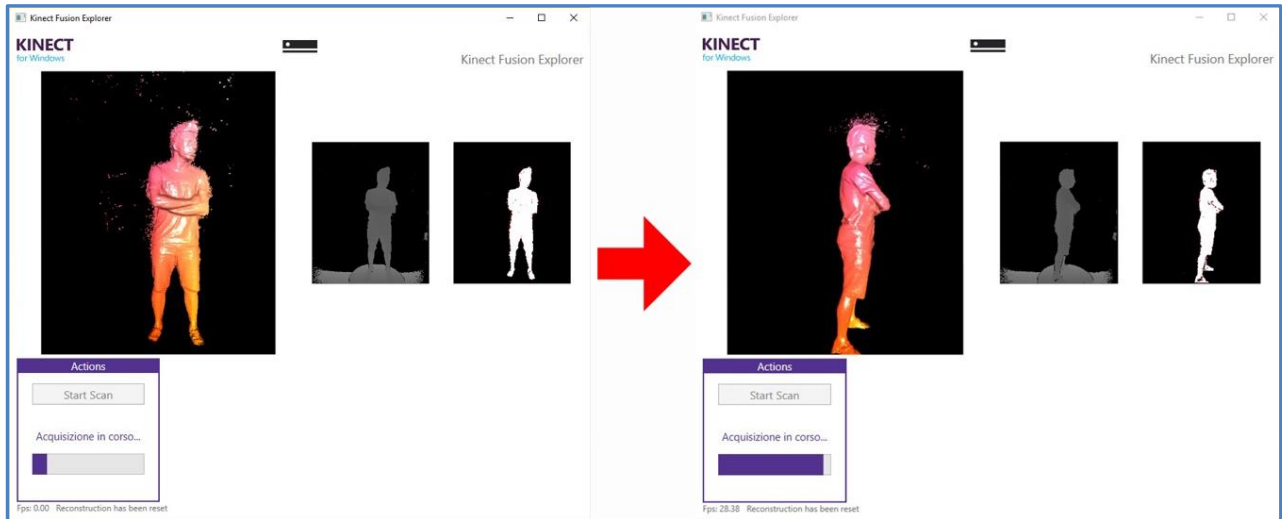 Kinect Fusion Explorer
KINECT
for Windows
Kinect Fusion Explorer
Actions
Start Scan
Acquisizione in corso...
Fps: 0.00 Reconstruction has been reset
Kinect Fusion Explorer
KINECT
for Windows
Kinect Fusion Explorer
Actions
Start Scan
Acquisizione in corso...
Fps: 28.38 Reconstruction has been reset